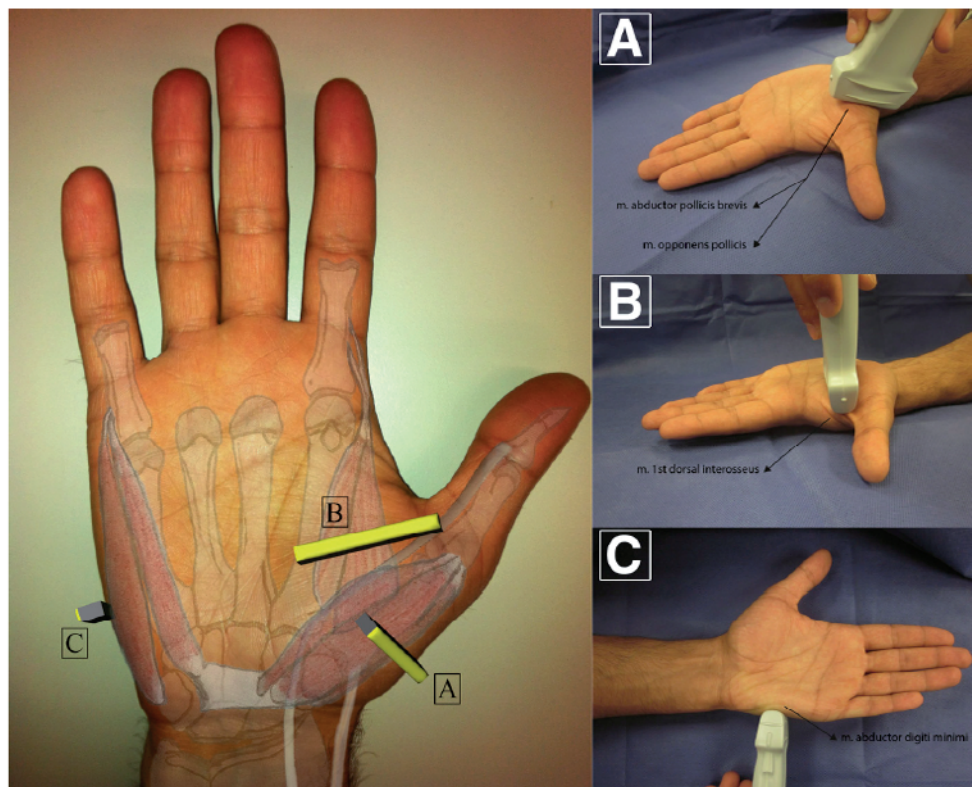 B
C
A
A
m. abductor pollicis brevis
m. opponens pollicis
B
m. 1st dorsal interosseus
C
m. abductor digiti minimi